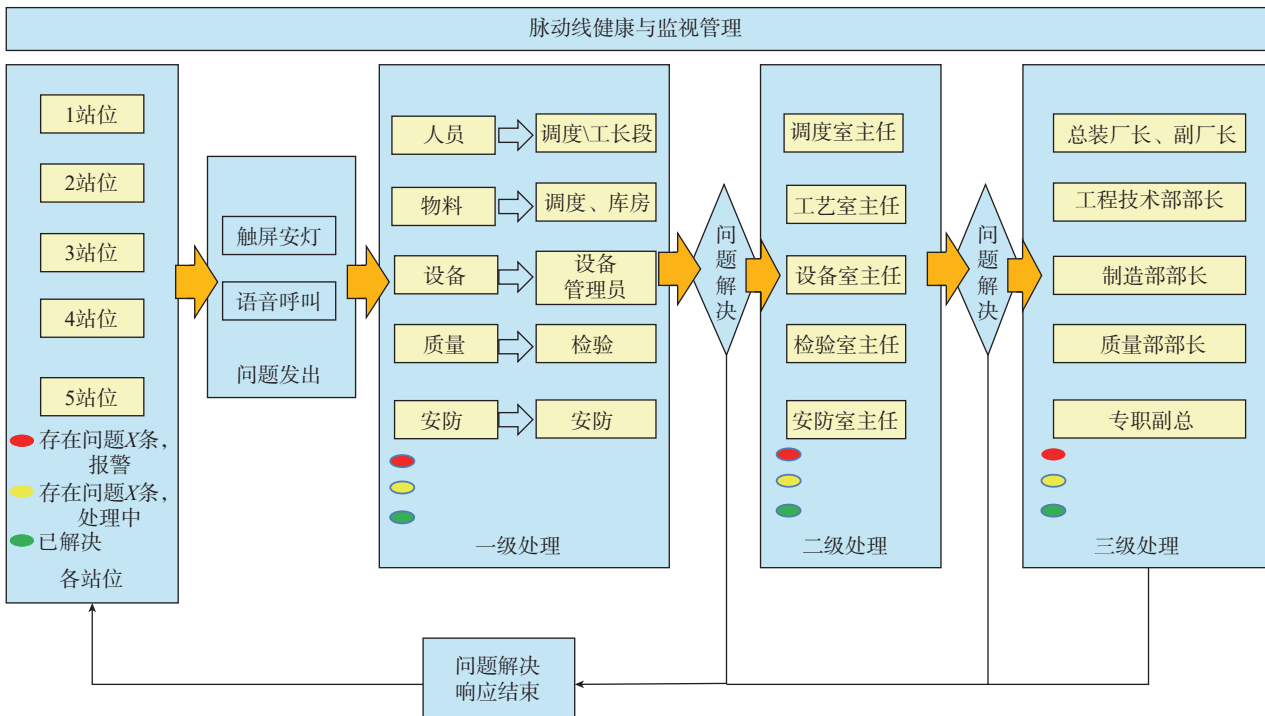 脉动线健康与监视管理
1站位
2站位
3站位
4站位
5站位
存在问题X条，
报警
存在问题X条，
处理中
已解决
各站位
触屏安灯
语音呼叫
问题发出
人员
调度\工长段
物料
调度、库房
设备
设备
管理员
质量
检验
安防
安防
一级处理
问
题
解
决
调度室主任
工艺室主任
设备室主任
检验室主任
安防室主任
二级处理
问
题
解
决
总装厂长、副厂长
工程技术部部长
制造部部长
质量部部长
专职副总
三级处理
问题解决
响应结束